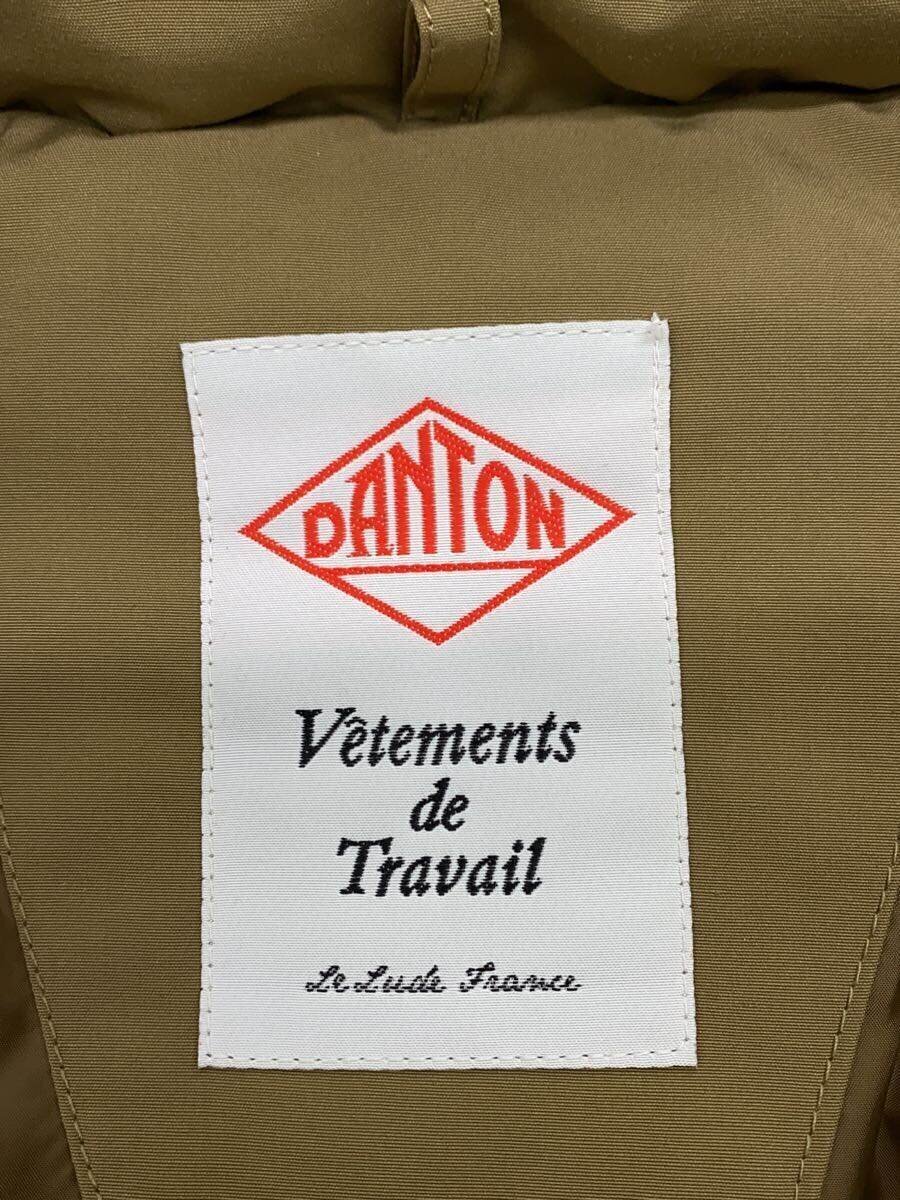 DANTON
Vêtements
de
Travail
Le Lude France